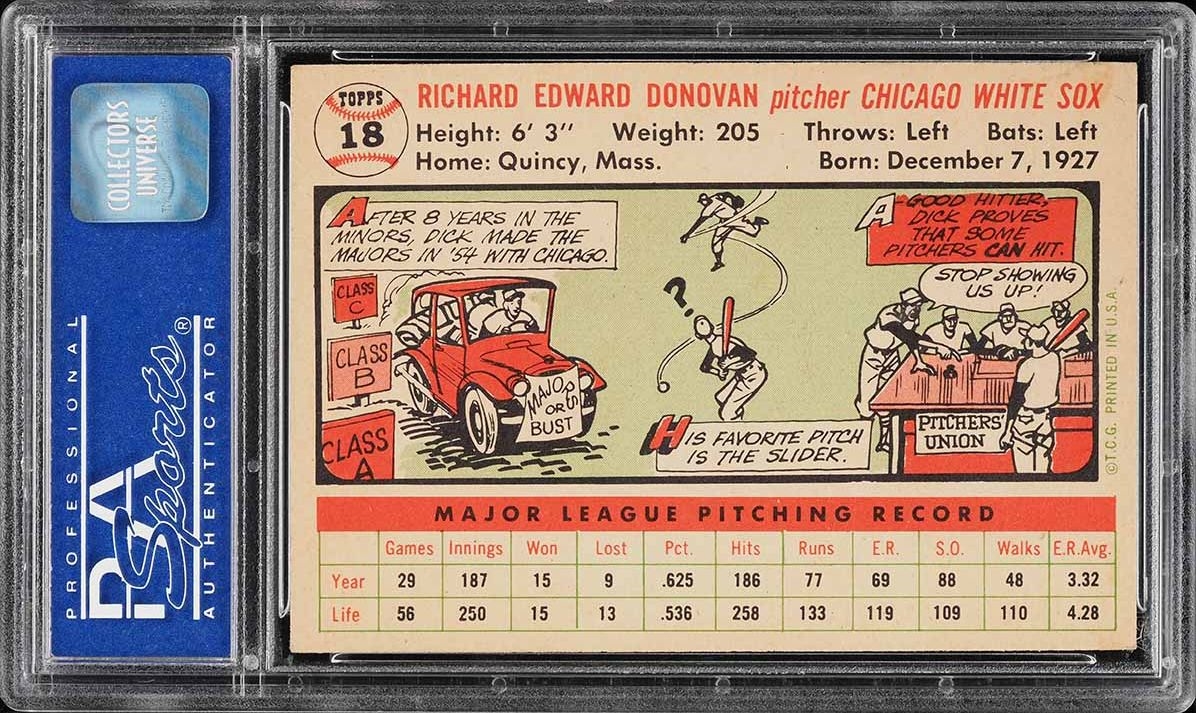 COLLECTORS
UNIVERSE
PROFESSIONAL
PSA
Sports®
AUTHENTICATOR
TOPPS
18
RICHARD EDWARD DONOVAN pitcher CHICAGO WHITE SOX
Height: 6' 3" Weight: 205 Throws: Left Bats: Left
Home: Quincy, Mass. Born: December 7, 1927
AFTER 8 YEARS IN THE
MINORS, DICK MADE THE
MAJORS IN '54 WITH CHICAGO.
CLASS
C
CLASS
B
CLASS
A
MAJORS
OR
BUST
?
HIS FAVORITE PITCH
IS THE SLIDER.
A GOOD HITTER,
DICK PROVES
THAT SOME
PITCHERS CAN HIT.
STOP SHOWING
US UP!
PITCHERS'
UNION
©T.C.G. PRINTED IN U.S.A.
MAJOR LEAGUE PITCHING RECORD
Games Innings Won Lost Pct. Hits Runs E.R. S.O. Walks E.R.Avg.
Year 29 187 15 9 .625 186 77 69 88 48 3.32
Life 56 250 15 13 .536 258 133 119 109 110 4.28